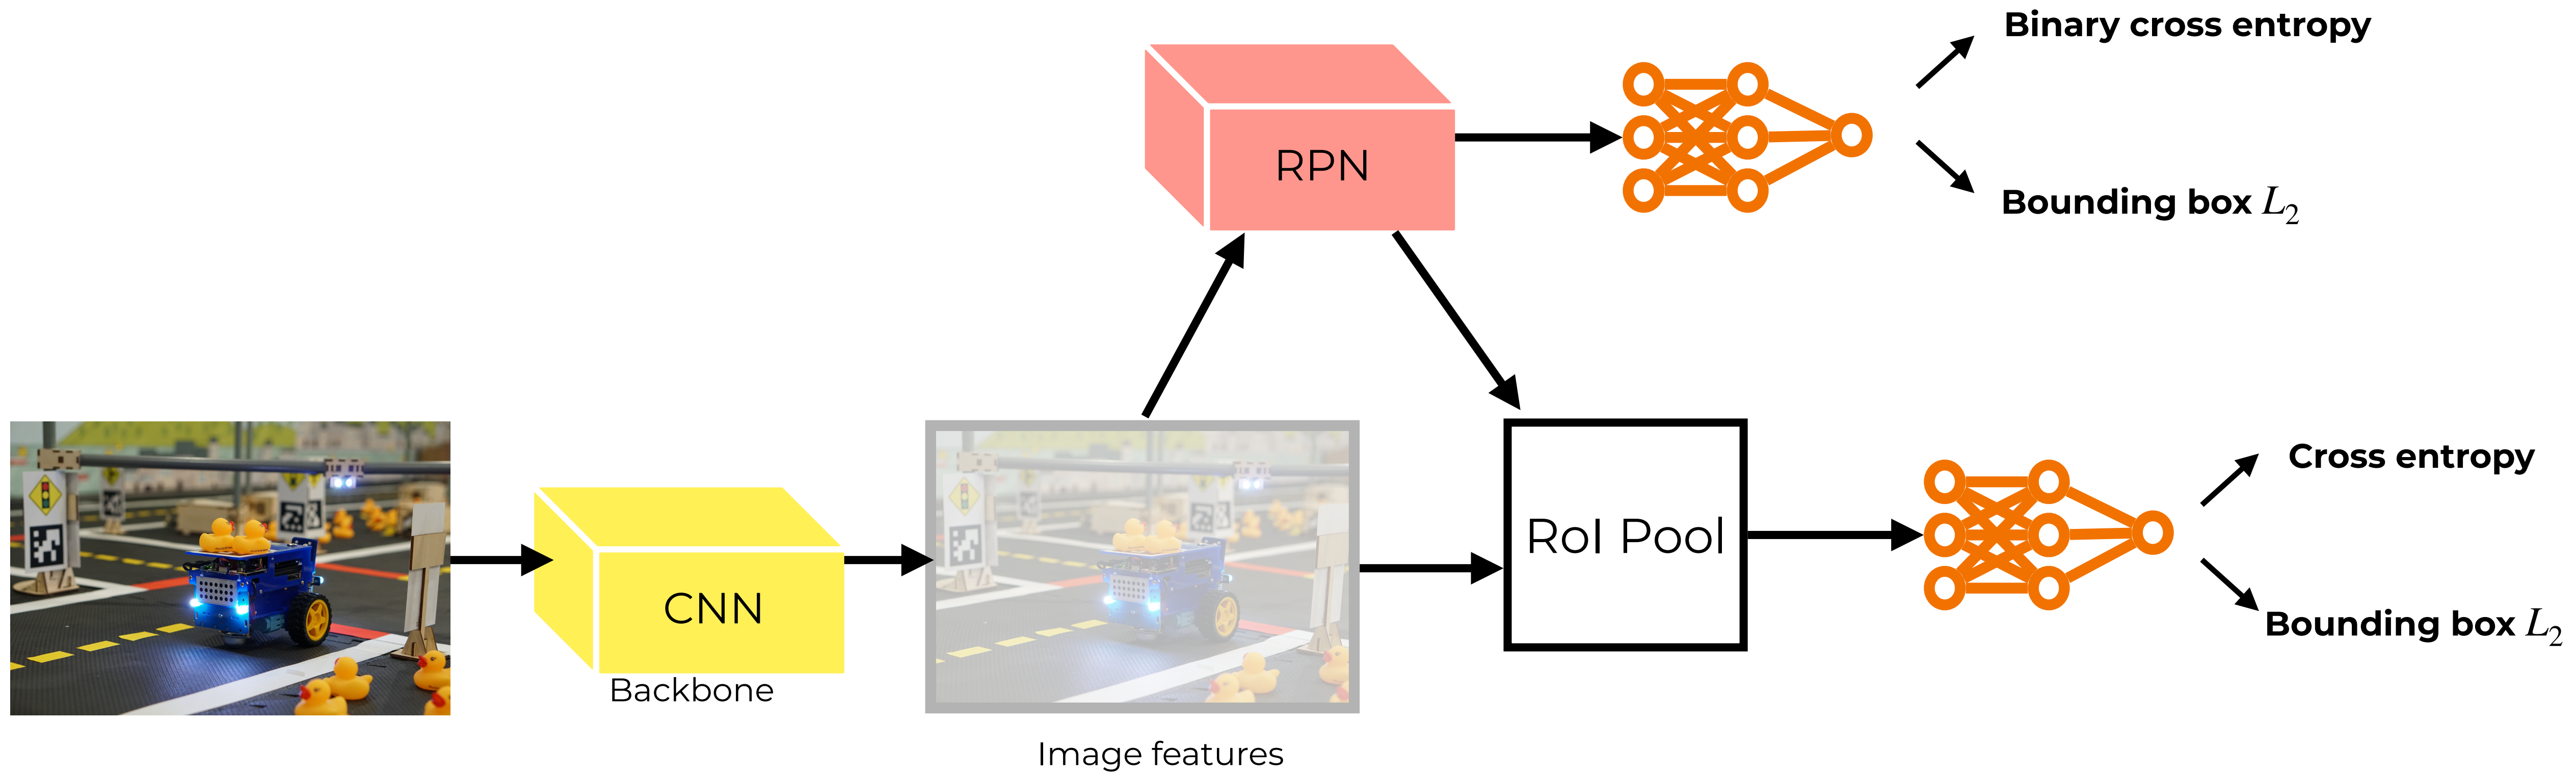 Binary cross entropy
RPN
Bounding box L2
Cross entropy
RoI Pool
CNN
Bounding box L2
Backbone
Image features